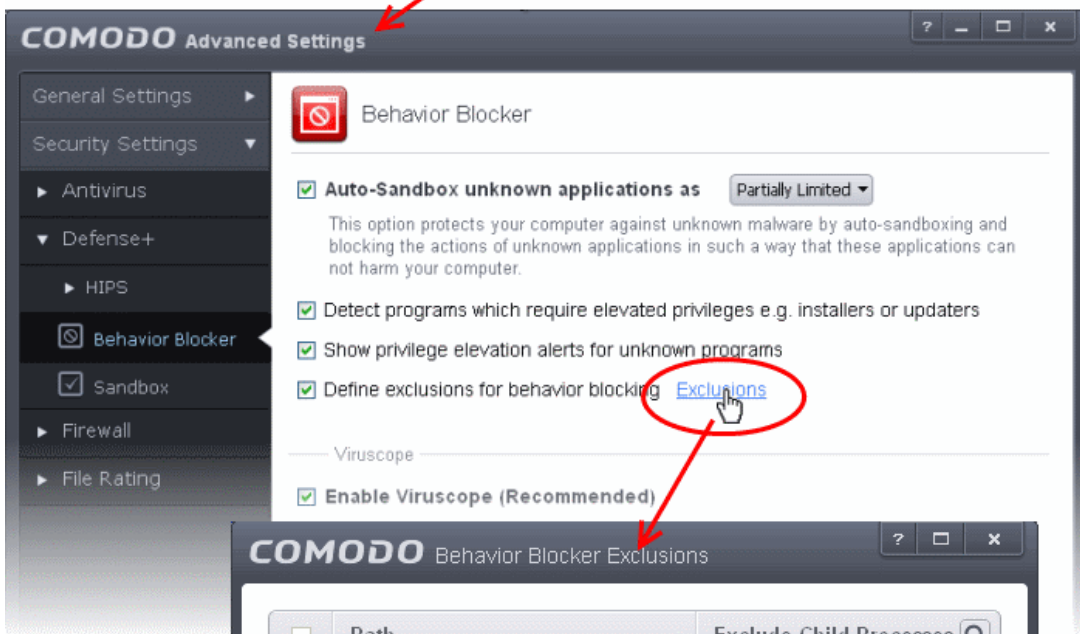 COMODO Advanced Settings
? _ x
General Settings
Security Settings
Antivirus
Defense+
HIPS
Behavior Blocker
Sandbox
Firewall
File Rating
Behavior Blocker
Auto-Sandbox unknown applications as Partially Limited
This option protects your computer against unknown malware by auto-sandboxing and
blocking the actions of unknown applications in such a way that these applications can
not harm your computer.
Detect programs which require elevated privileges e.g. installers or updaters
Show privilege elevation alerts for unknown programs
Define exclusions for behavior blocking Exclusions
Viruscope
Enable Viruscope (Recommended)
COMODO Behavior Blocker Exclusions
? x
Path Exclude Child Processes